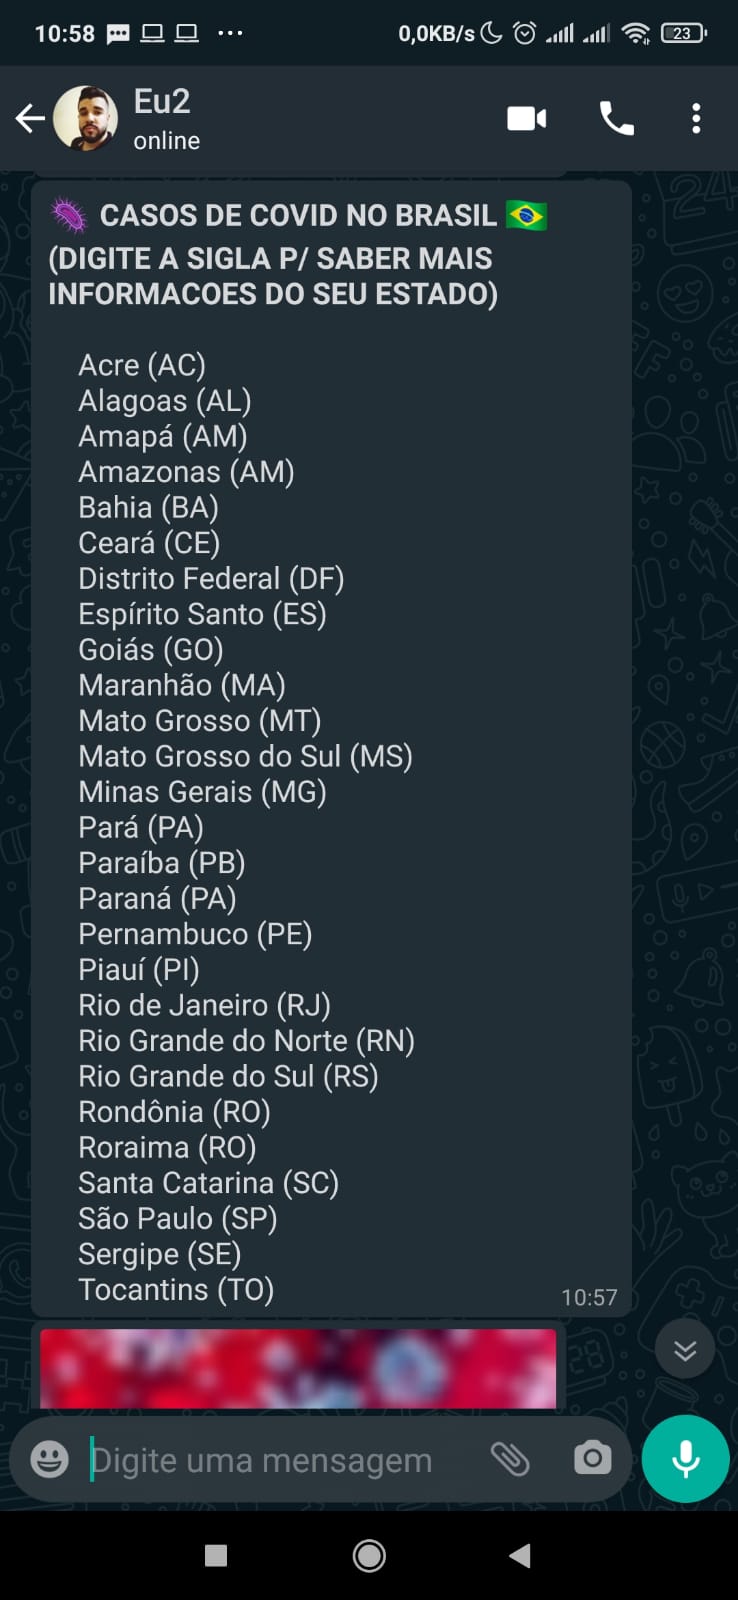 10:58
0,0KB/s
23
Eu2
online
CASOS DE COVID NO BRASIL
(DIGITE A SIGLA P/ SABER MAIS
INFORMACOES DO SEU ESTADO)
Acre (AC)
Alagoas (AL)
Amapá (AM)
Amazonas (AM)
Bahia (BA)
Ceará (CE)
Distrito Federal (DF)
Espírito Santo (ES)
Goiás (GO)
Maranhão (MA)
Mato Grosso (MT)
Mato Grosso do Sul (MS)
Minas Gerais (MG)
Pará (PA)
Paraíba (PB)
Paraná (PA)
Pernambuco (PE)
Piauí (PI)
Rio de Janeiro (RJ)
Rio Grande do Norte (RN)
Rio Grande do Sul (RS)
Rondônia (RO)
Roraima (RO)
Santa Catarina (SC)
São Paulo (SP)
Sergipe (SE)
Tocantins (TO)
10:57
Digite uma mensagem